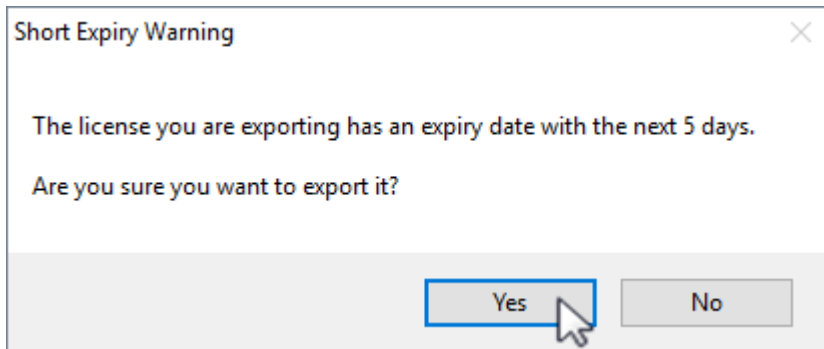 Short Expiry Warning
The license you are exporting has an expiry date with the next 5 days.
Are you sure you want to export it?
Yes
No